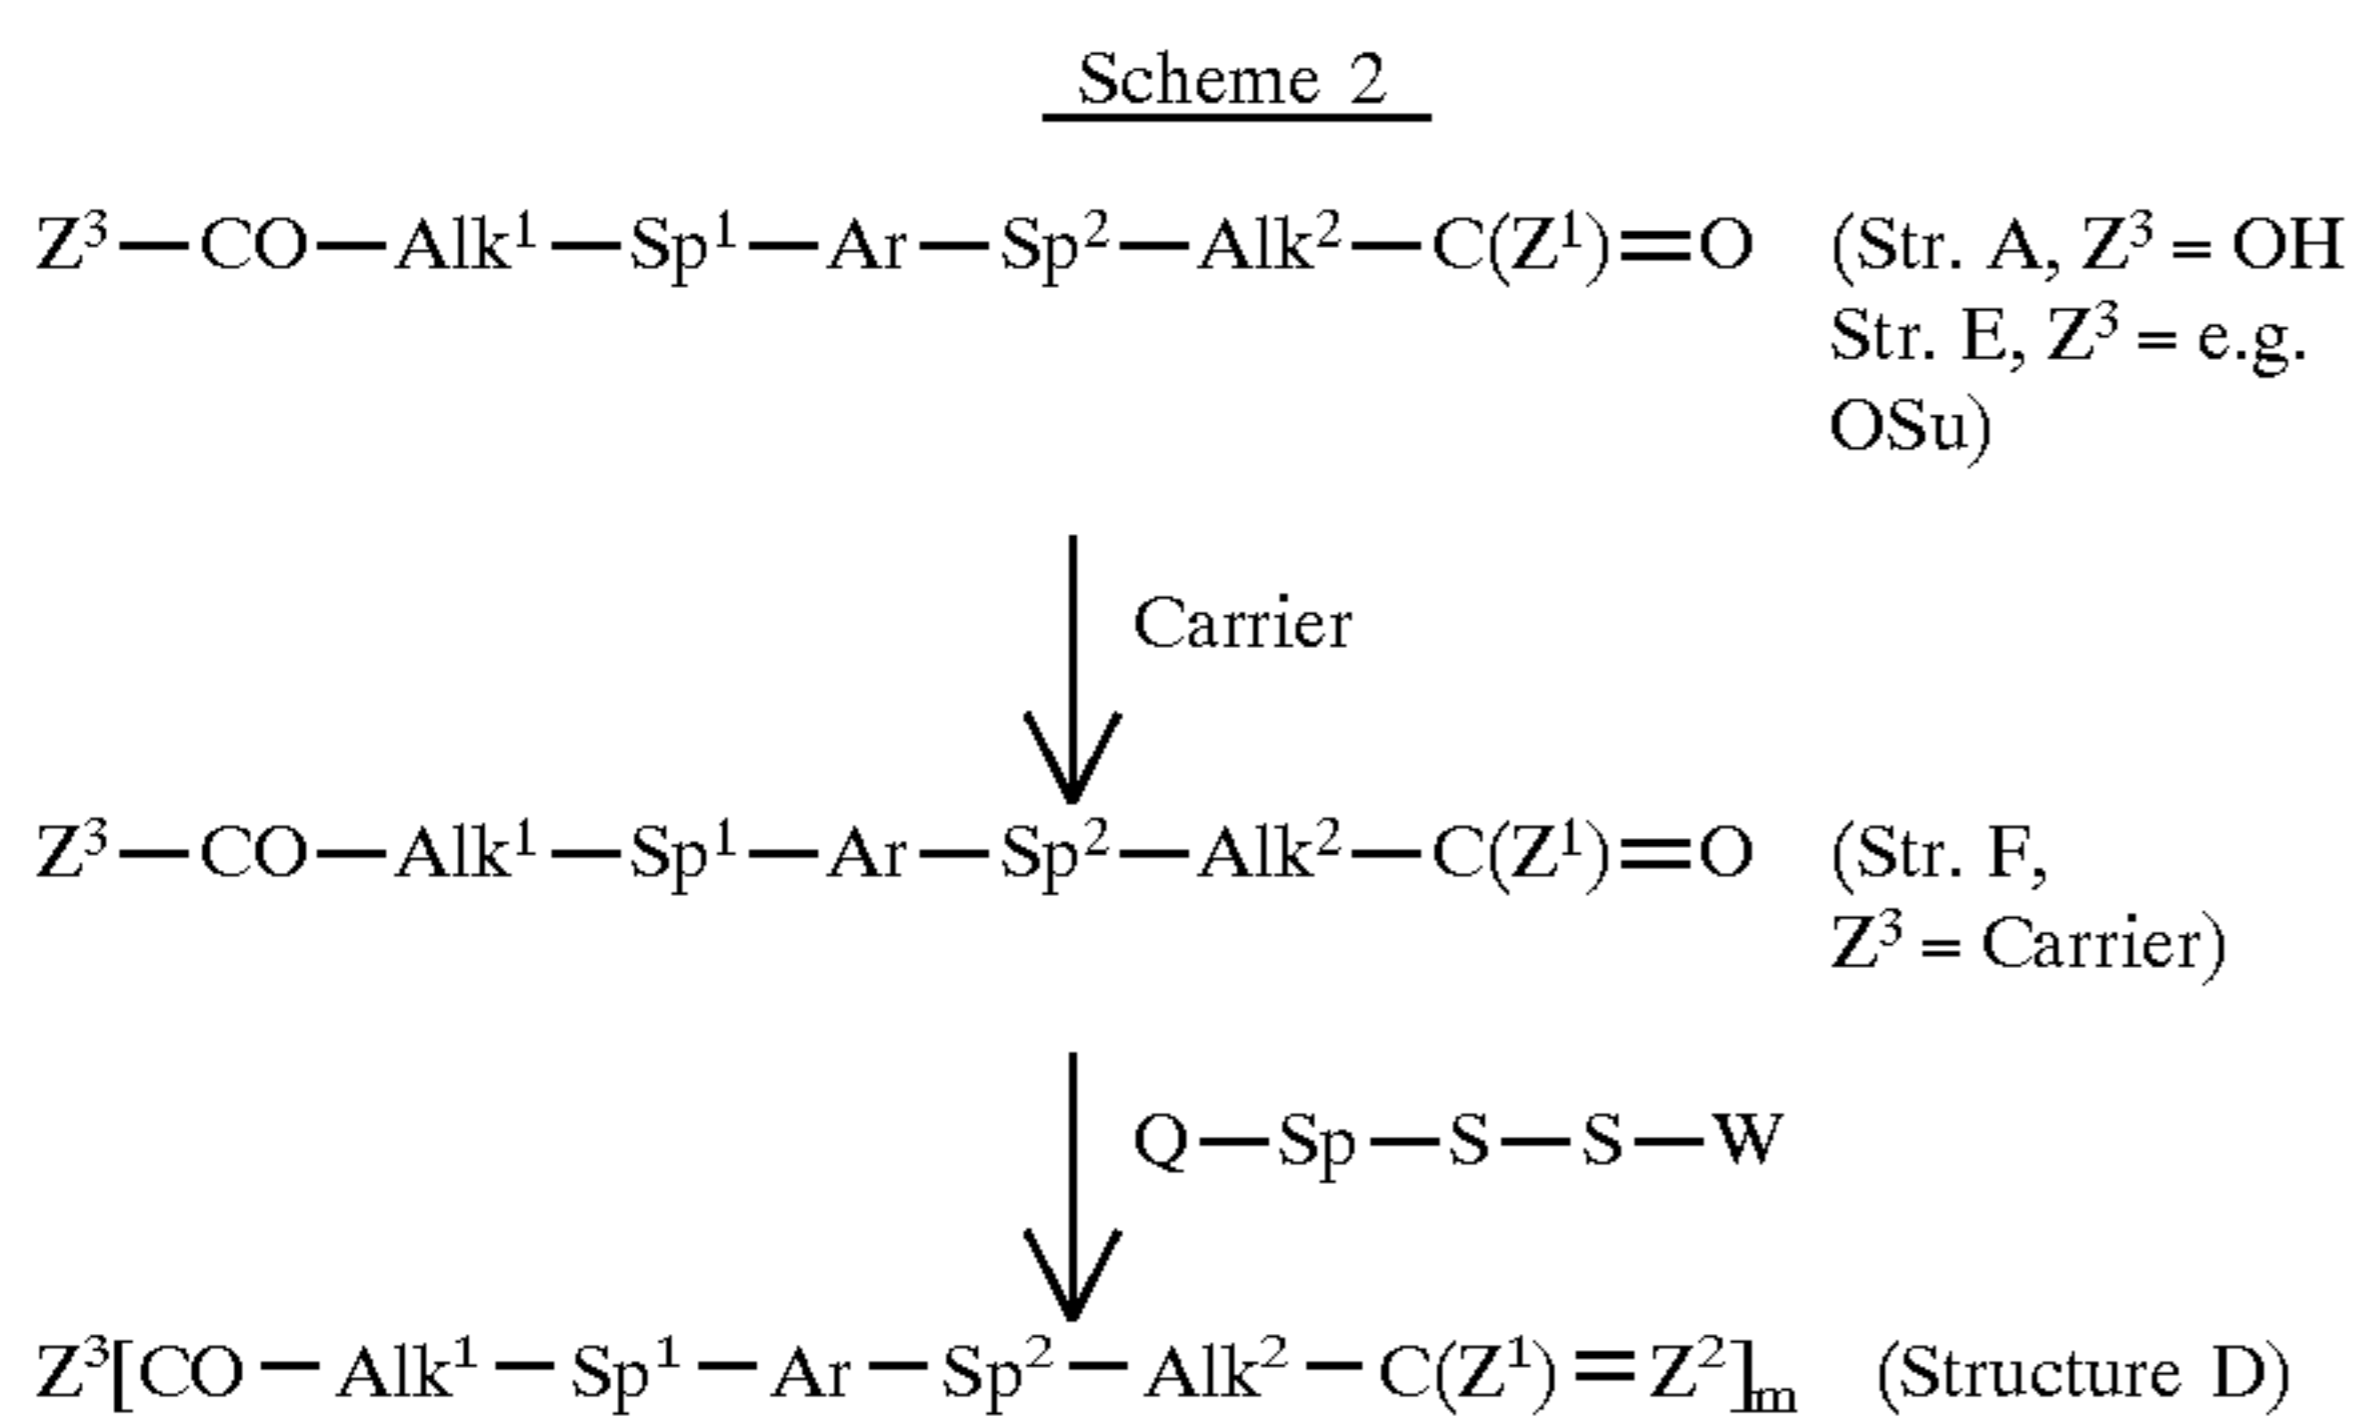 Scheme 2
Z³—CO—Alk¹—Sp¹—Ar—Sp²—Alk²—C(Z¹)=O (Str. A, Z³ = OH
Str. E, Z³ = e.g.
OSu)
Carrier
Z³—CO—Alk¹—Sp¹—Ar—Sp²—Alk²—C(Z¹)=O (Str. F,
Z³ = Carrier)
Q—Sp—S—S—W
Z³[CO—Alk¹—Sp¹—Ar—Sp²—Alk²—C(Z¹)=Z²]ₘ (Structure D)